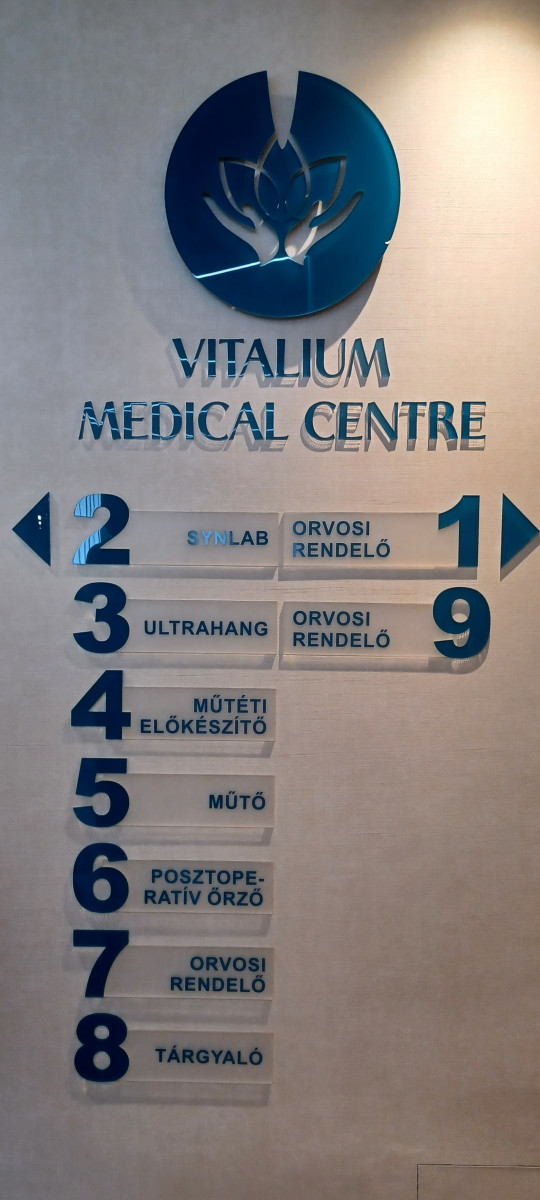 VITALIUM
MEDICAL CENTRE
2 SYNLAB
ORVOSI
RENDELŐ 1
3 ULTRAHANG
ORVOSI
RENDELŐ 9
4 MŰTÉTI
ELŐKÉSZÍTŐ
5 MŰTŐ
6 POSZTOPE-
RATÍV ŐRZŐ
7 ORVOSI
RENDELŐ
8 TÁRGYALÓ